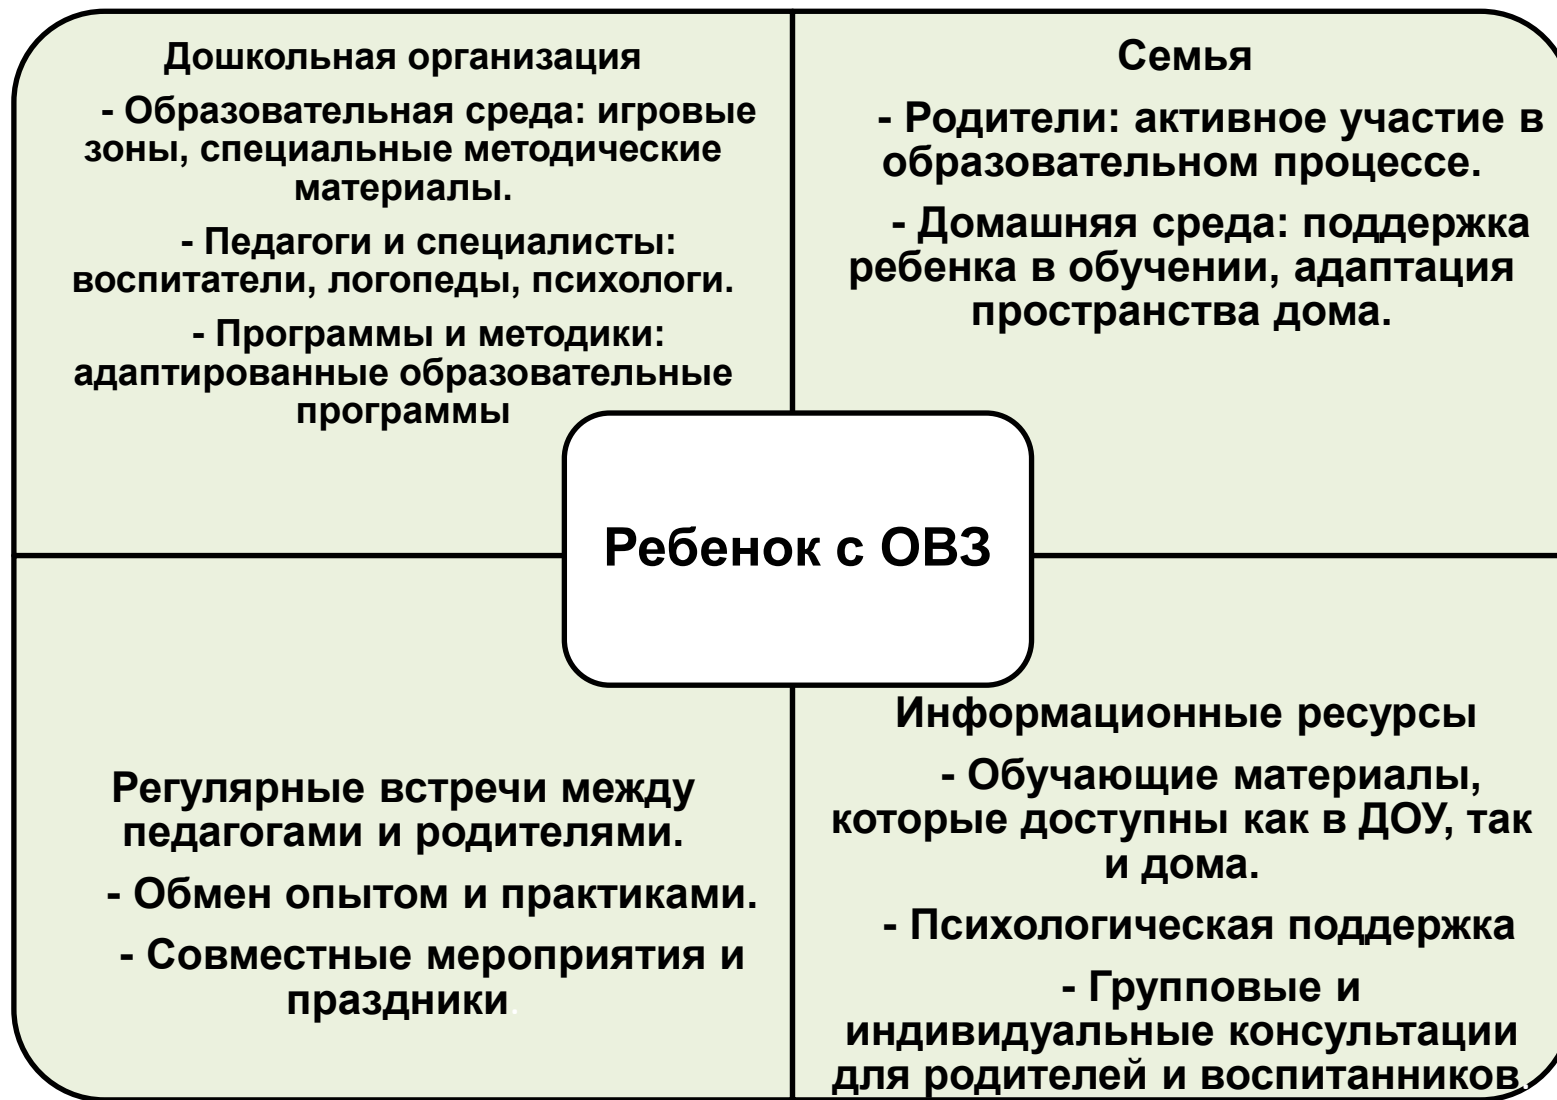 Дошкольная организация
- Образовательная среда: игровые
зоны, специальные методические
материалы.
- Педагоги и специалисты:
воспитатели, логопеды, психологи.
- Программы и методики:
адаптированные образовательные
программы
Семья
- Родители: активное участие в
образовательном процессе.
- Домашняя среда: поддержка
ребенка в обучении, адаптация
пространства дома.
Ребенок с ОВЗ
Регулярные встречи между
педагогами и родителями.
- Обмен опытом и практиками.
- Совместные мероприятия и
праздники.
Информационные ресурсы
- Обучающие материалы,
которые доступны как в ДОУ, так
и дома.
- Психологическая поддержка
- Групповые и
индивидуальные консультации
для родителей и воспитанников.